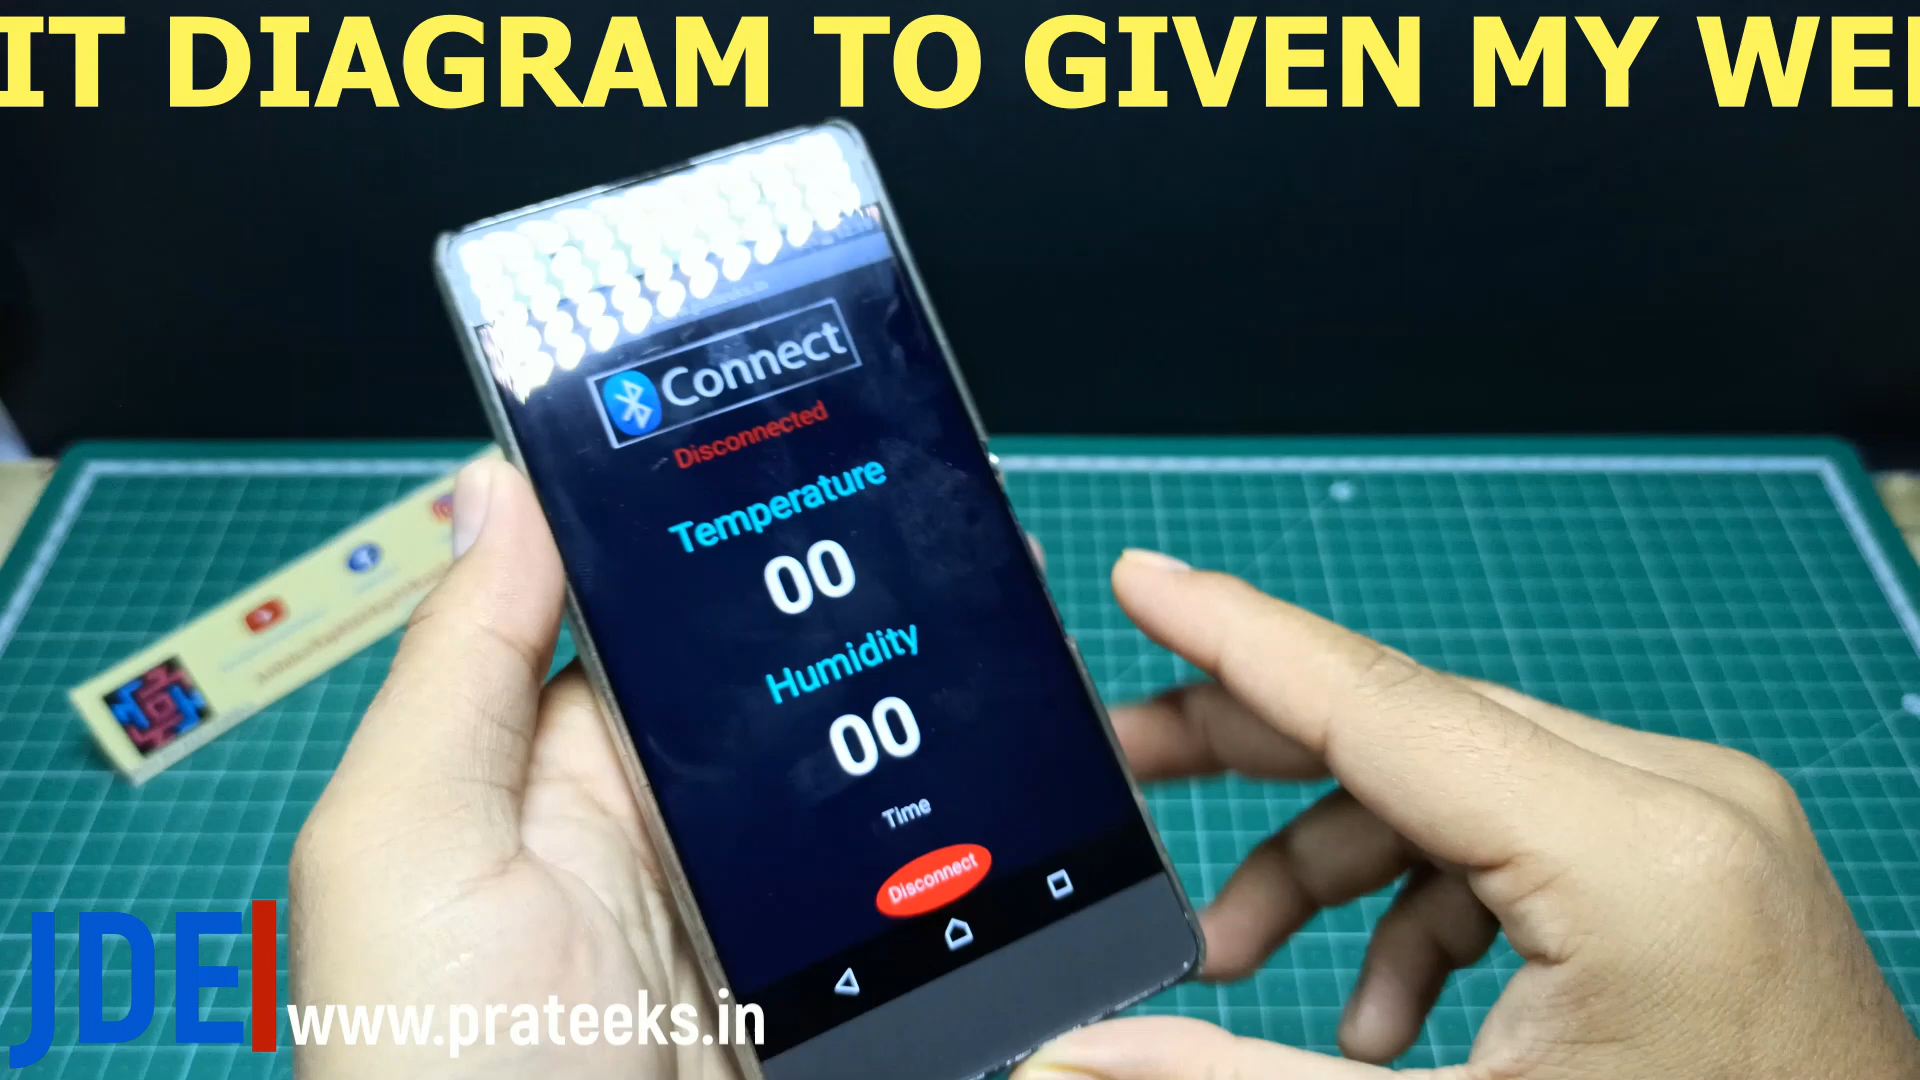 IT DIAGRAM TO GIVEN MY WE
Connect
Disconnected
Temperature
00
Humidity
00
Time
Disconnect
JDE
www.prateeks.in